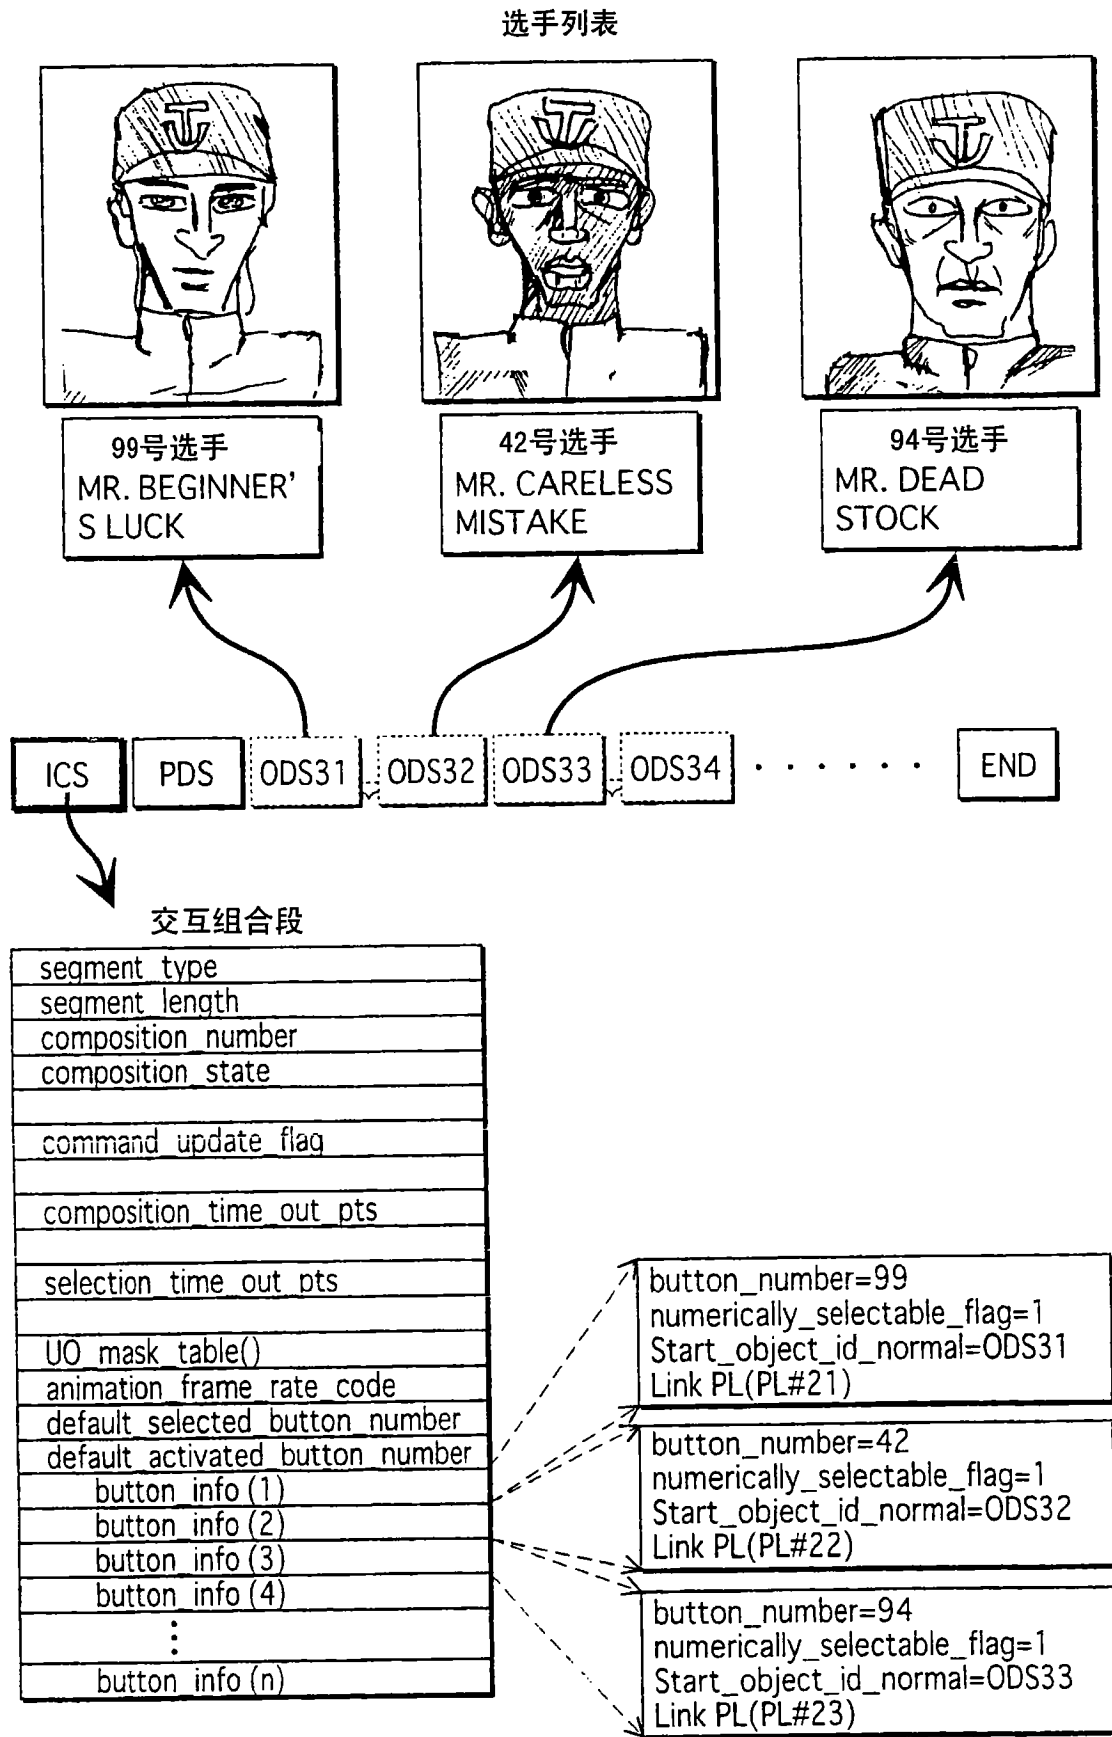 选手列表
99号选手
MR. BEGINNER'
S LUCK
42号选手
MR. CARELESS
MISTAKE
94号选手
MR. DEAD
STOCK
ICS
PDS
ODS31
ODS32
ODS33
ODS34
· · · · · · ·
END
交互组合段
segment_type
segment_length
composition_number
composition_state
command_update_flag
composition_time_out_pts
selection_time_out_pts
UO_mask_table()
animation_frame_rate_code
default_selected_button_number
default_activated_button_number
button_info (1)
button_info (2)
button_info (3)
button_info (4)
button_info (n)
button_number=99
numerically_selectable_flag=1
Start_object_id_normal=ODS31
Link PL(PL#21)
button_number=42
numerically_selectable_flag=1
Start_object_id_normal=ODS32
Link PL(PL#22)
button_number=94
numerically_selectable_flag=1
Start_object_id_normal=ODS33
Link PL(PL#23)